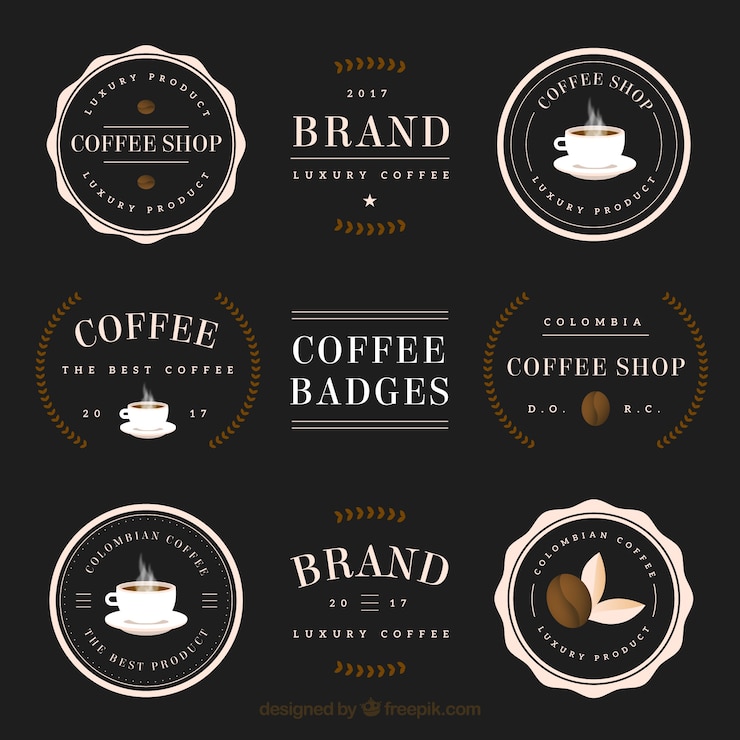 LUXURY PRODUCT
COFFEE SHOP
LUXURY PRODUCT
2017
BRAND
LUXURY COFFEE
COFFEE SHOP
LUXURY PRODUCT
COFFEE
THE BEST COFFEE
20 17
COFFEE
BADGES
COLOMBIA
COFFEE SHOP
D.O. R.C.
COLOMBIAN COFFEE
THE BEST PRODUCT
BRAND
20 17
LUXURY COFFEE
COLOMBIAN COFFEE
LUXURY PRODUCT
designed by freepik.com